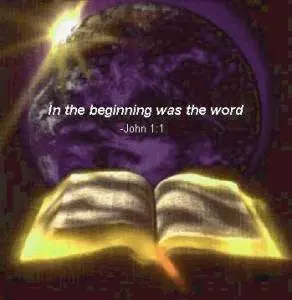 In the beginning was the word
-John 1:1